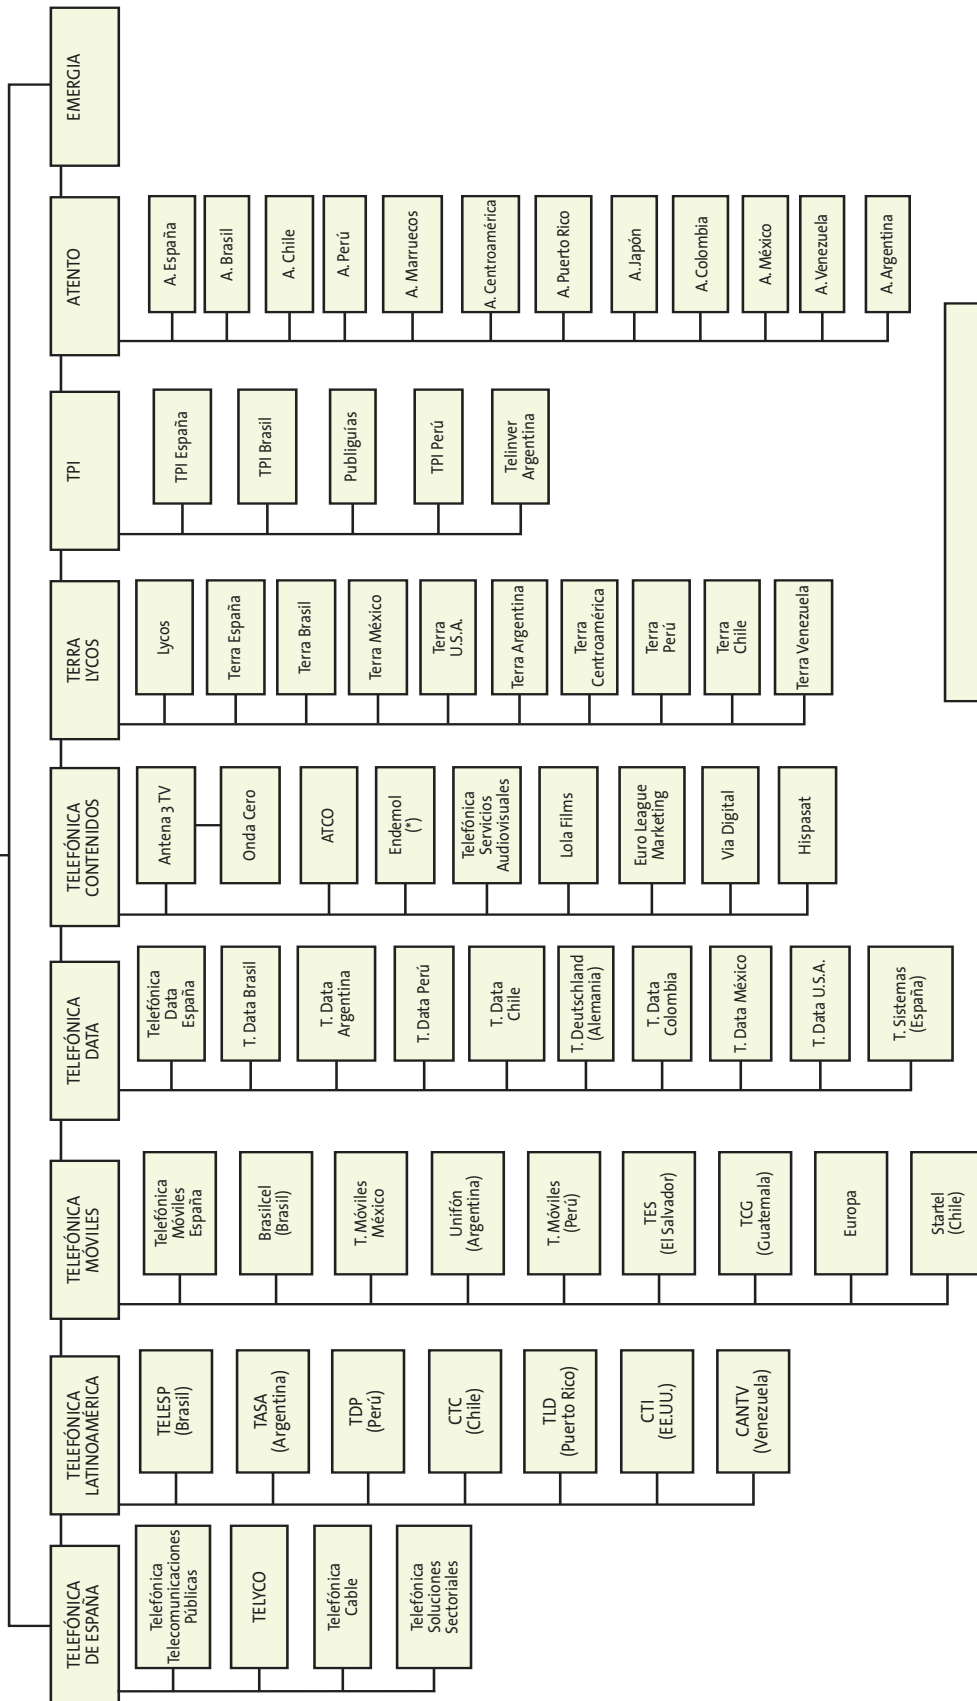 TELEFÓNICA
DE ESPAÑA
Telefónica
Telecomunicaciones
Públicas
TELYCO
Telefónica
Cable
Telefónica
Soluciones
Sectoriales
TELEFÓNICA
LATINOAMÉRICA
TELESP
(Brasil)
TASA
(Argentina)
TDP
(Perú)
CTC
(Chile)
TLD
(Puerto Rico)
CTI
(EE.UU.)
CANTV
(Venezuela)
TELEFÓNICA
MÓVILES
Telefónica
Móviles
España
Brasilcel
(Brasil)
T. Móviles
México
Unifón
(Argentina)
T. Móviles
(Perú)
TES
(El Salvador)
TCG
(Guatemala)
Europa
Startel
(Chile)
TELEFÓNICA
DATA
Telefónica
Data
España
T. Data Brasil
T. Data
Argentina
T. Data Perú
T. Data
Chile
T. Deutschland
(Alemania)
T. Data
Colombia
T. Data México
T. Data U.S.A.
T. Sistemas
(España)
TELEFÓNICA
CONTENIDOS
Antena 3 TV
Onda Cero
ATCO
Endemol
(*)
Telefónica
Servicios
Audiovisuales
Lola Films
Euro League
Marketing
Via Digital
Hispasat
TERRA
LYCOS
Lycos
Terra España
Terra Brasil
Terra México
Terra
U.S.A.
Terra Argentina
Terra
Centroamérica
Terra
Perú
Terra
Chile
Terra Venezuela
TPI
TPI España
TPI Brasil
Publiguías
TPI Perú
Telinver
Argentina
ATENTO
A. España
A. Brasil
A. Chile
A. Perú
A. Marruecos
A. Centroamérica
A. Puerto Rico
A. Japón
A. Colombia
A. México
A. Venezuela
A. Argentina
EMERGIA